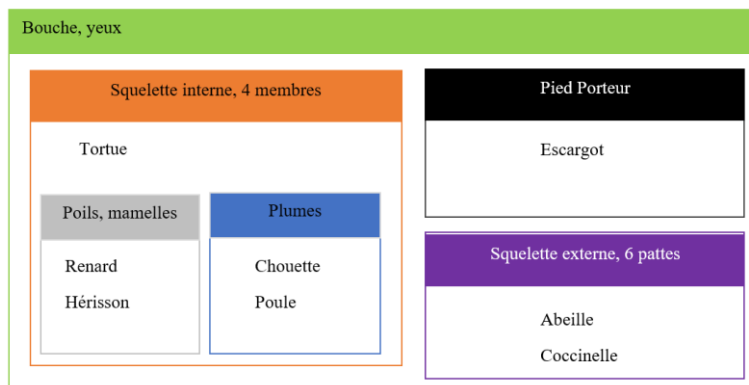 Bouche, yeux
Squelette interne, 4 membres
Tortue
Poils, mamelles
Renard
Hérisson
Plumes
Chouette
Poule
Pied Porteur
Escargot
Squelette externe, 6 pattes
Abeille
Coccinelle